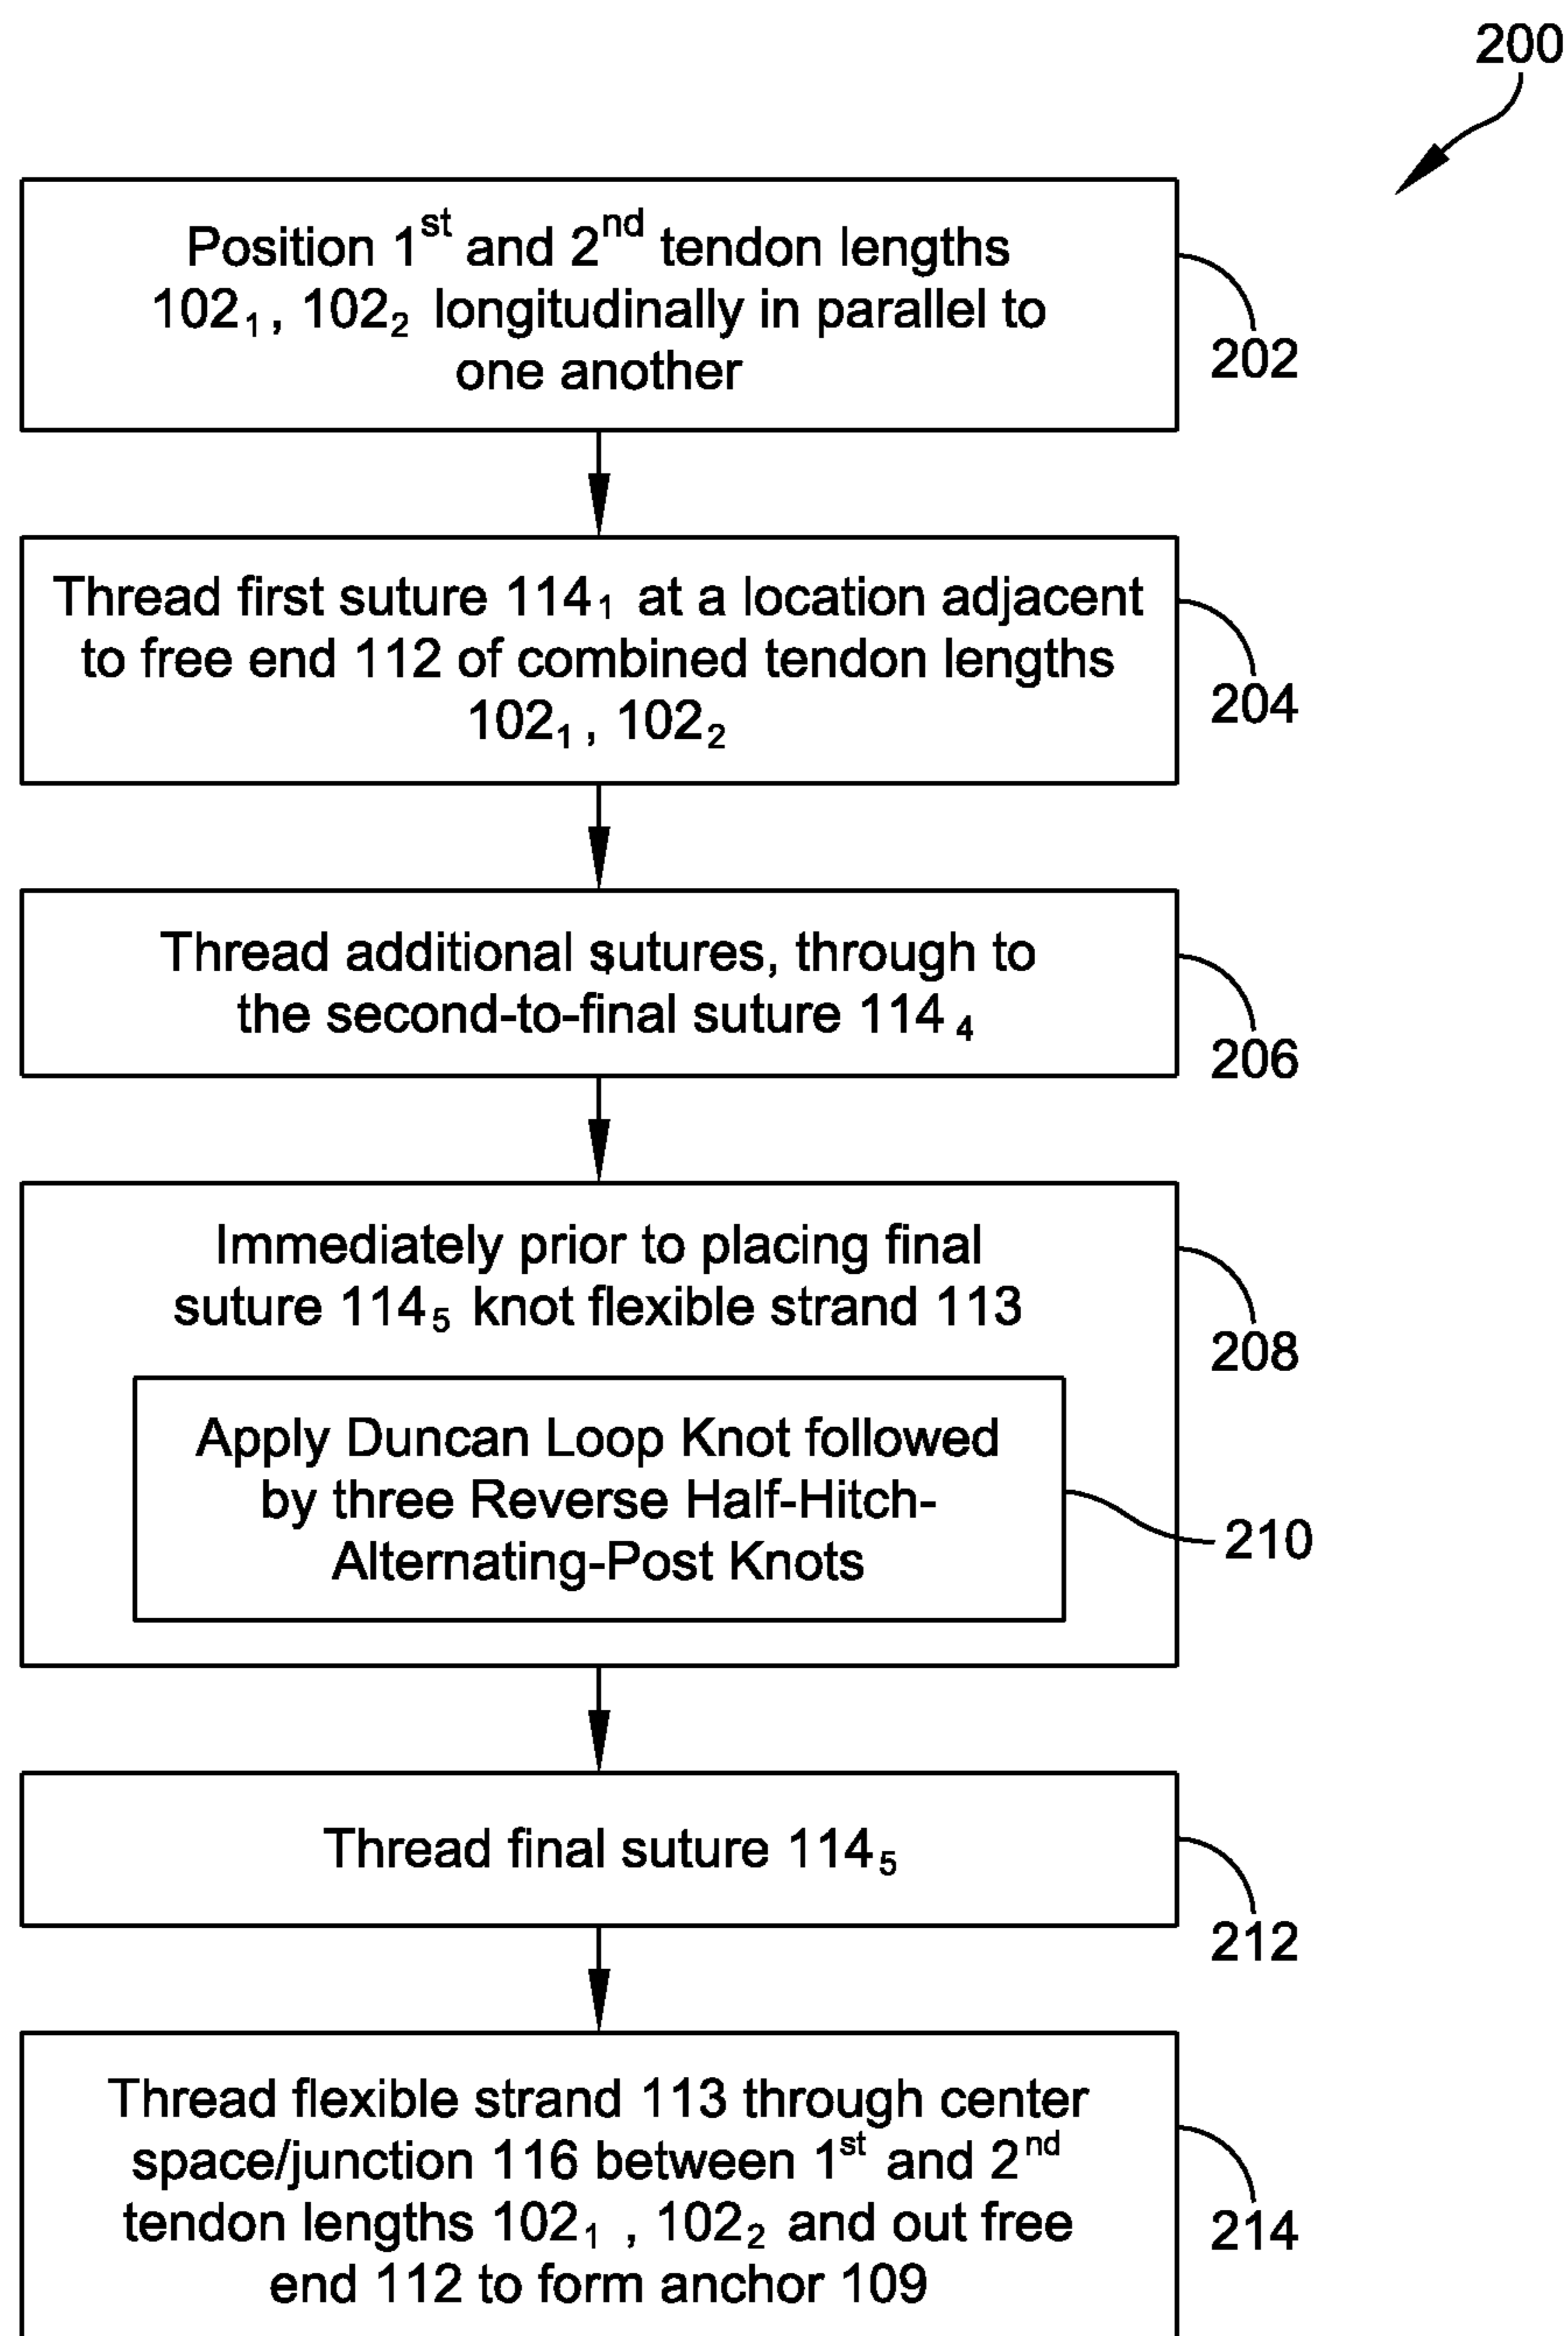 200
Position 1st and 2nd tendon lengths
102₁, 102₂ longitudinally in parallel to
one another
202
Thread first suture 114₁ at a location adjacent
to free end 112 of combined tendon lengths
102₁, 102₂
204
Thread additional sutures, through to
the second-to-final suture 114₄
206
Immediately prior to placing final
suture 114₅ knot flexible strand 113
208
Apply Duncan Loop Knot followed
by three Reverse Half-Hitch-
Alternating-Post Knots
210
Thread final suture 114₅
212
Thread flexible strand 113 through center
space/junction 116 between 1st and 2nd
tendon lengths 102₁, 102₂ and out free
end 112 to form anchor 109
214